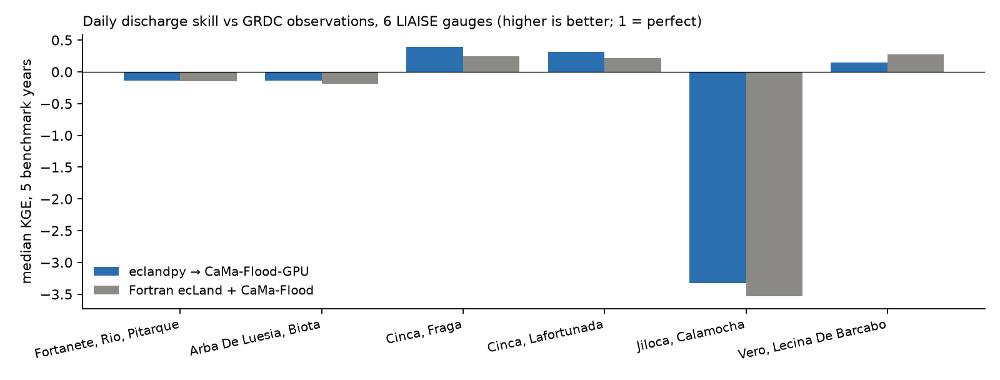 Daily discharge skill vs GRDC observations, 6 LIAISE gauges (higher is better; 1 = perfect)
median KGE, 5 benchmark years
0.5
0.0
−0.5
−1.0
−1.5
−2.0
−2.5
−3.0
−3.5
eclandpy → CaMa-Flood-GPU
Fortran ecLand + CaMa-Flood
Fortanete, Rio, Pitarque
Arba De Luesia, Biota
Cinca, Fraga
Cinca, Lafortunada
Jiloca, Calamocha
Vero, Lecina De Barcabo